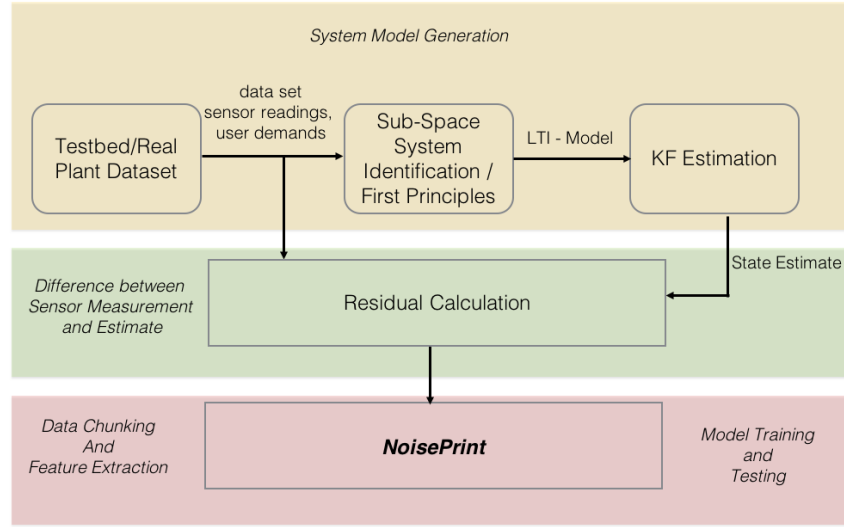 System Model Generation
data set
sensor readings,
user demands
Testbed/Real
Plant Dataset
Sub-Space
System
Identification /
First Principles
LTI - Model
KF Estimation
State Estimate
Difference between
Sensor Measurement
and Estimate
Residual Calculation
Data Chunking
And
Feature Extraction
NoisePrint
Model Training
and
Testing